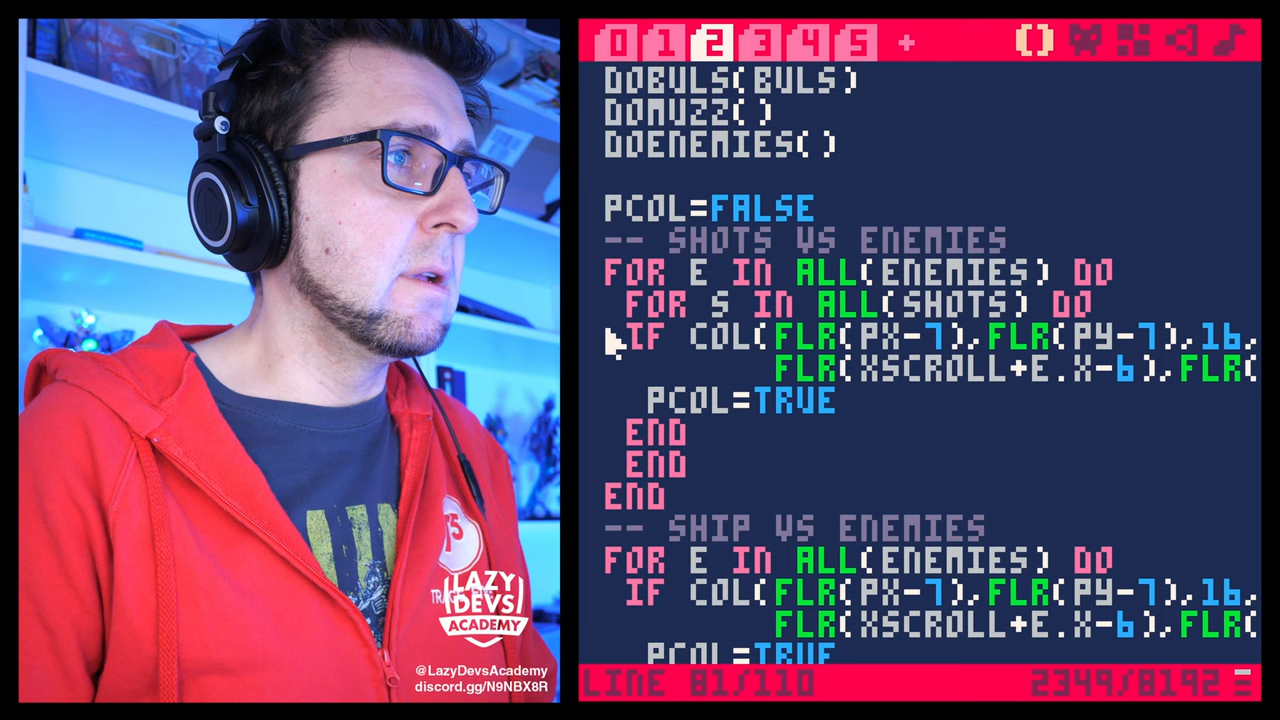 0 1 2 3 4 5 +
DOBULS(BULS)
DOMUZZ()
DOENEMIES()
PCOL=FALSE
-- SHOTS VS ENEMIES
FOR E IN ALL(ENEMIES) DO
FOR S IN ALL(SHOTS) DO
IF COL(FLR(PX-7),FLR(PY-7),16,
FLR(XSCROLL+E.X-6),FLR(
PCOL=TRUE
END
END
END
-- SHIP VS ENEMIES
FOR E IN ALL(ENEMIES) DO
IF COL(FLR(PX-7),FLR(PY-7),16,
FLR(XSCROLL+E.X-6),FLR(
PCOL=TRUE
LINE 81/110
2349/8192
LAZY
DEVS
ACADEMY
@LazyDevsAcademy
discord.gg/N9NBX8R